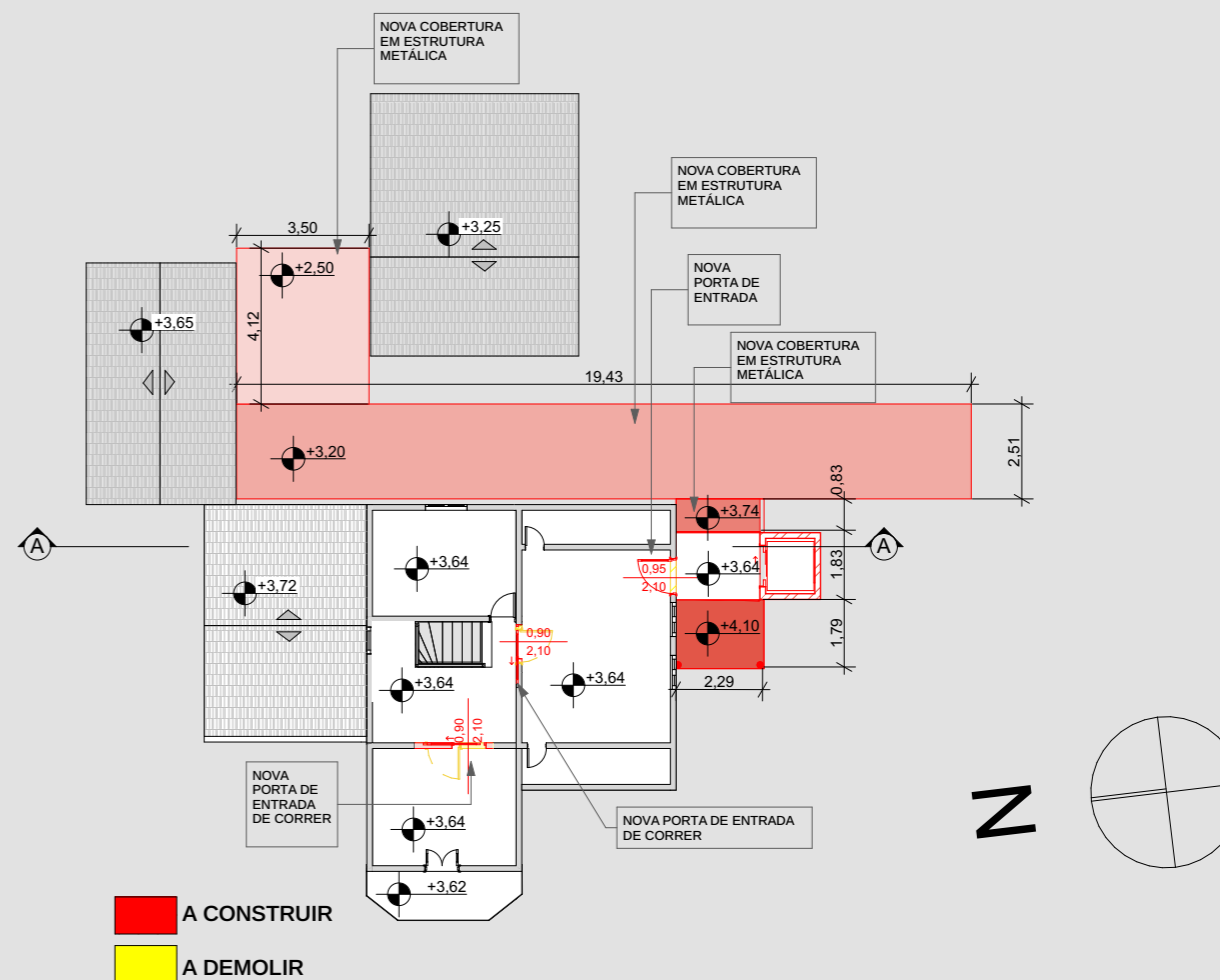 NOVA COBERTURA
EM ESTRUTURA
METÁLICA
NOVA COBERTURA
EM ESTRUTURA
METÁLICA
3,50
+3,25
+2,50
NOVA
PORTA DE
ENTRADA
+3,65
4,12
NOVA COBERTURA
EM ESTRUTURA
METÁLICA
19,43
2,51
+3,20
0,83
+3,74
A
A
+3,64
0,95
2,10
+3,64
1,83
+3,72
0,90
2,10
+4,10
1,79
+3,64
+3,64
2,29
0,90
2,10
NOVA
PORTA DE
ENTRADA
DE CORRER
NOVA PORTA DE ENTRADA
DE CORRER
+3,64
N
+3,62
A CONSTRUIR
A DEMOLIR